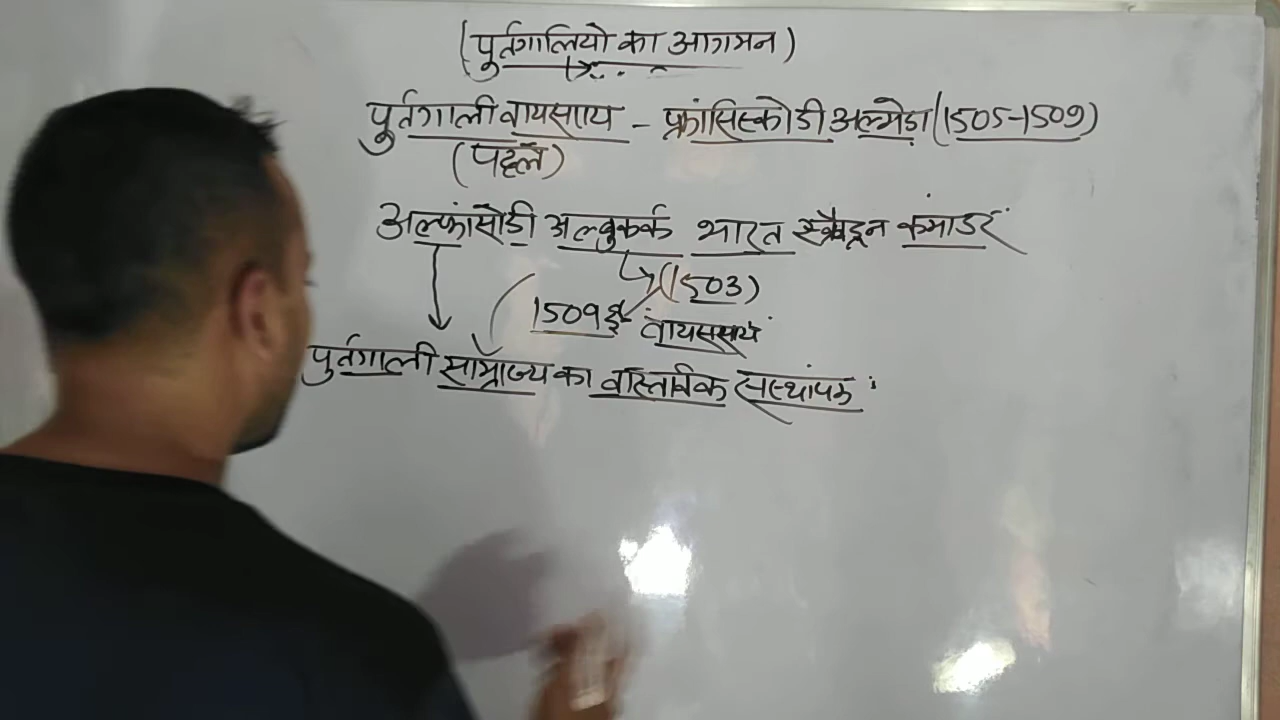 (पुर्तगालियो का आगमन)
पुर्तगाली वायसराय - फ्रांसिस्को डी अल्मेडा (1505-1509)
(पहले)
अल्फांसो डी अलबुकर्क भारत स्क्वैड्रन कमांडर
(1503)
1509 ई. वायसराय
पुर्तगाली साम्राज्य का वास्तविक संस्थापक